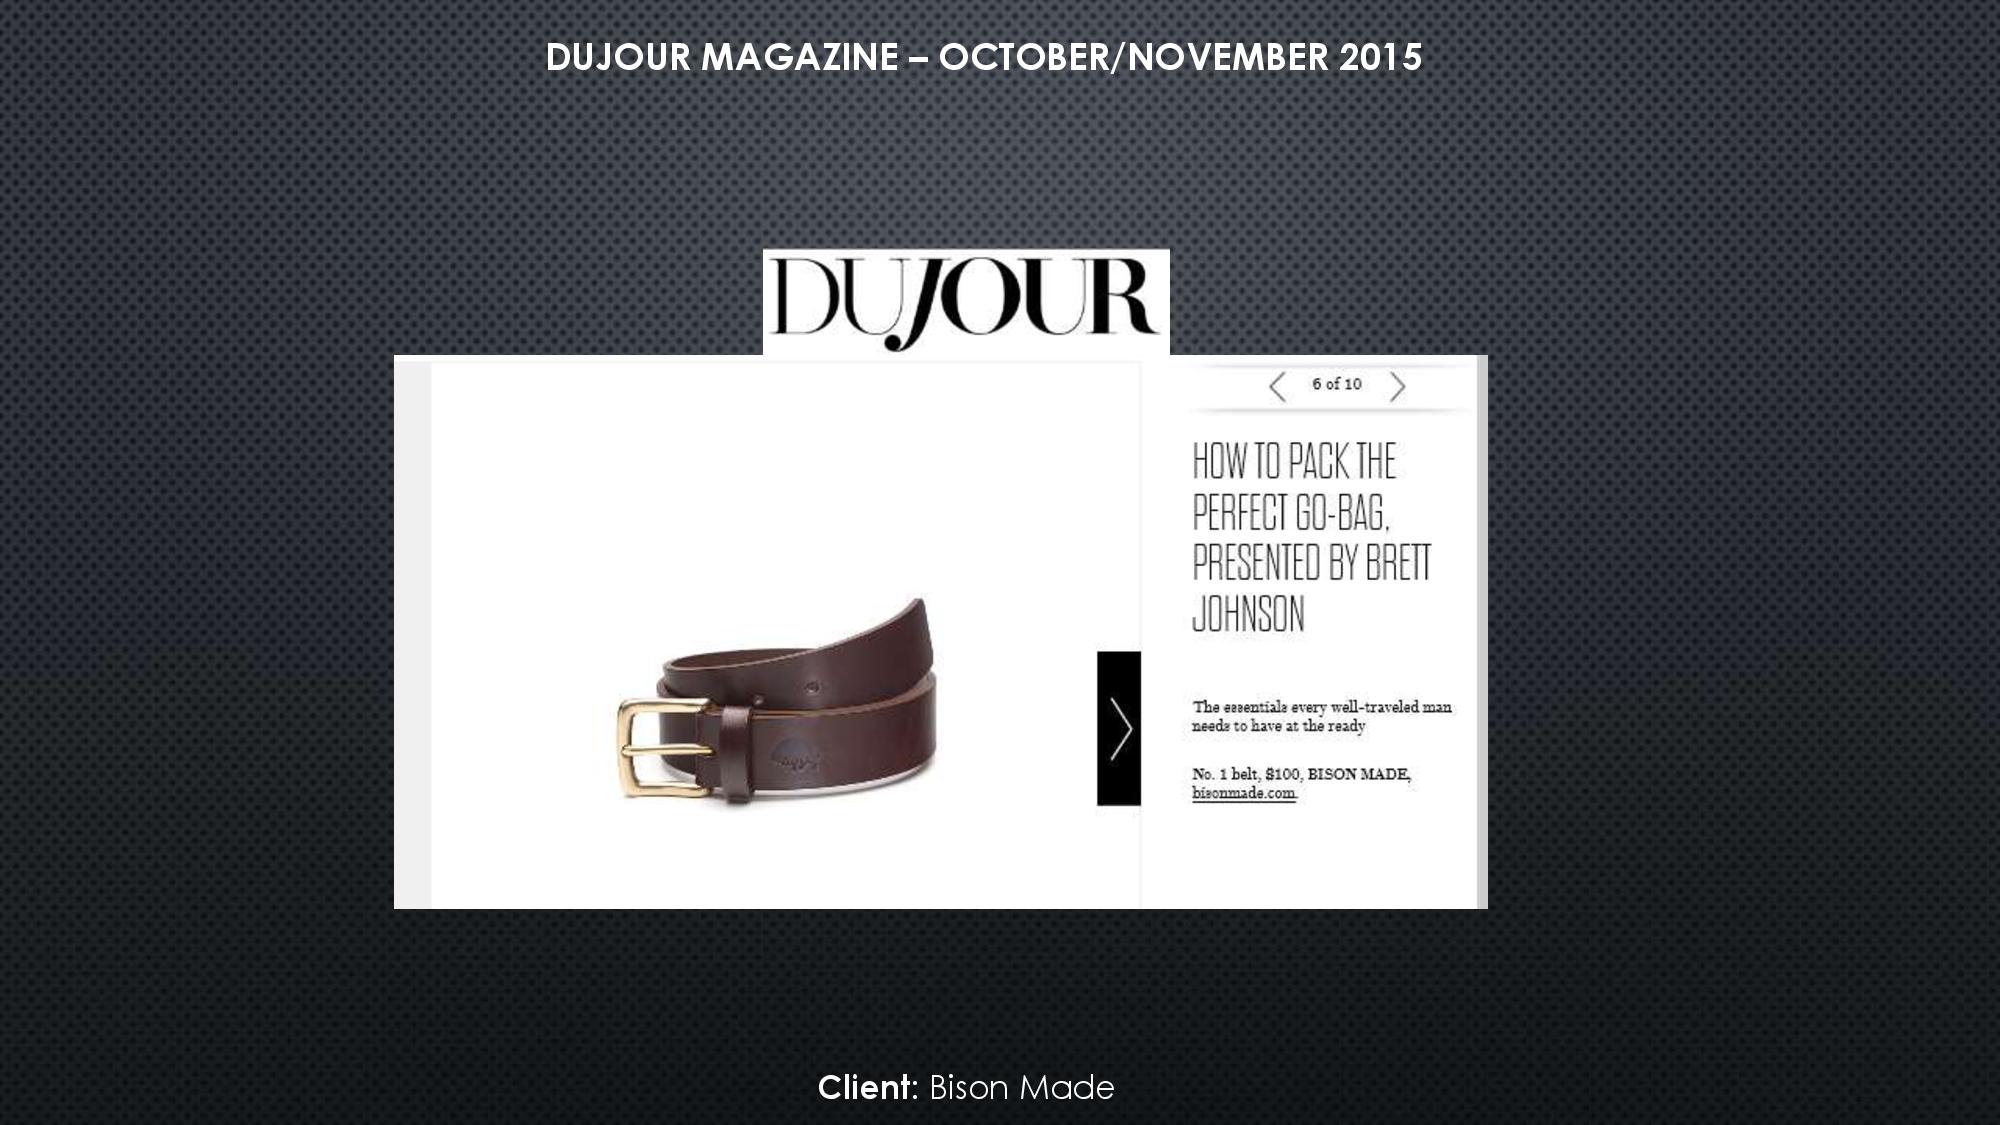 DUJOUR MAGAZINE – OCTOBER/NOVEMBER 2015
DUJOUR
6 of 10
HOW TO PACK THE
PERFECT GO-BAG,
PRESENTED BY BRETT
JOHNSON
The essentials every well-traveled man
needs to have at the ready
No. 1 belt, $100, BISON MADE,
bisonmade.com
Client: Bison Made